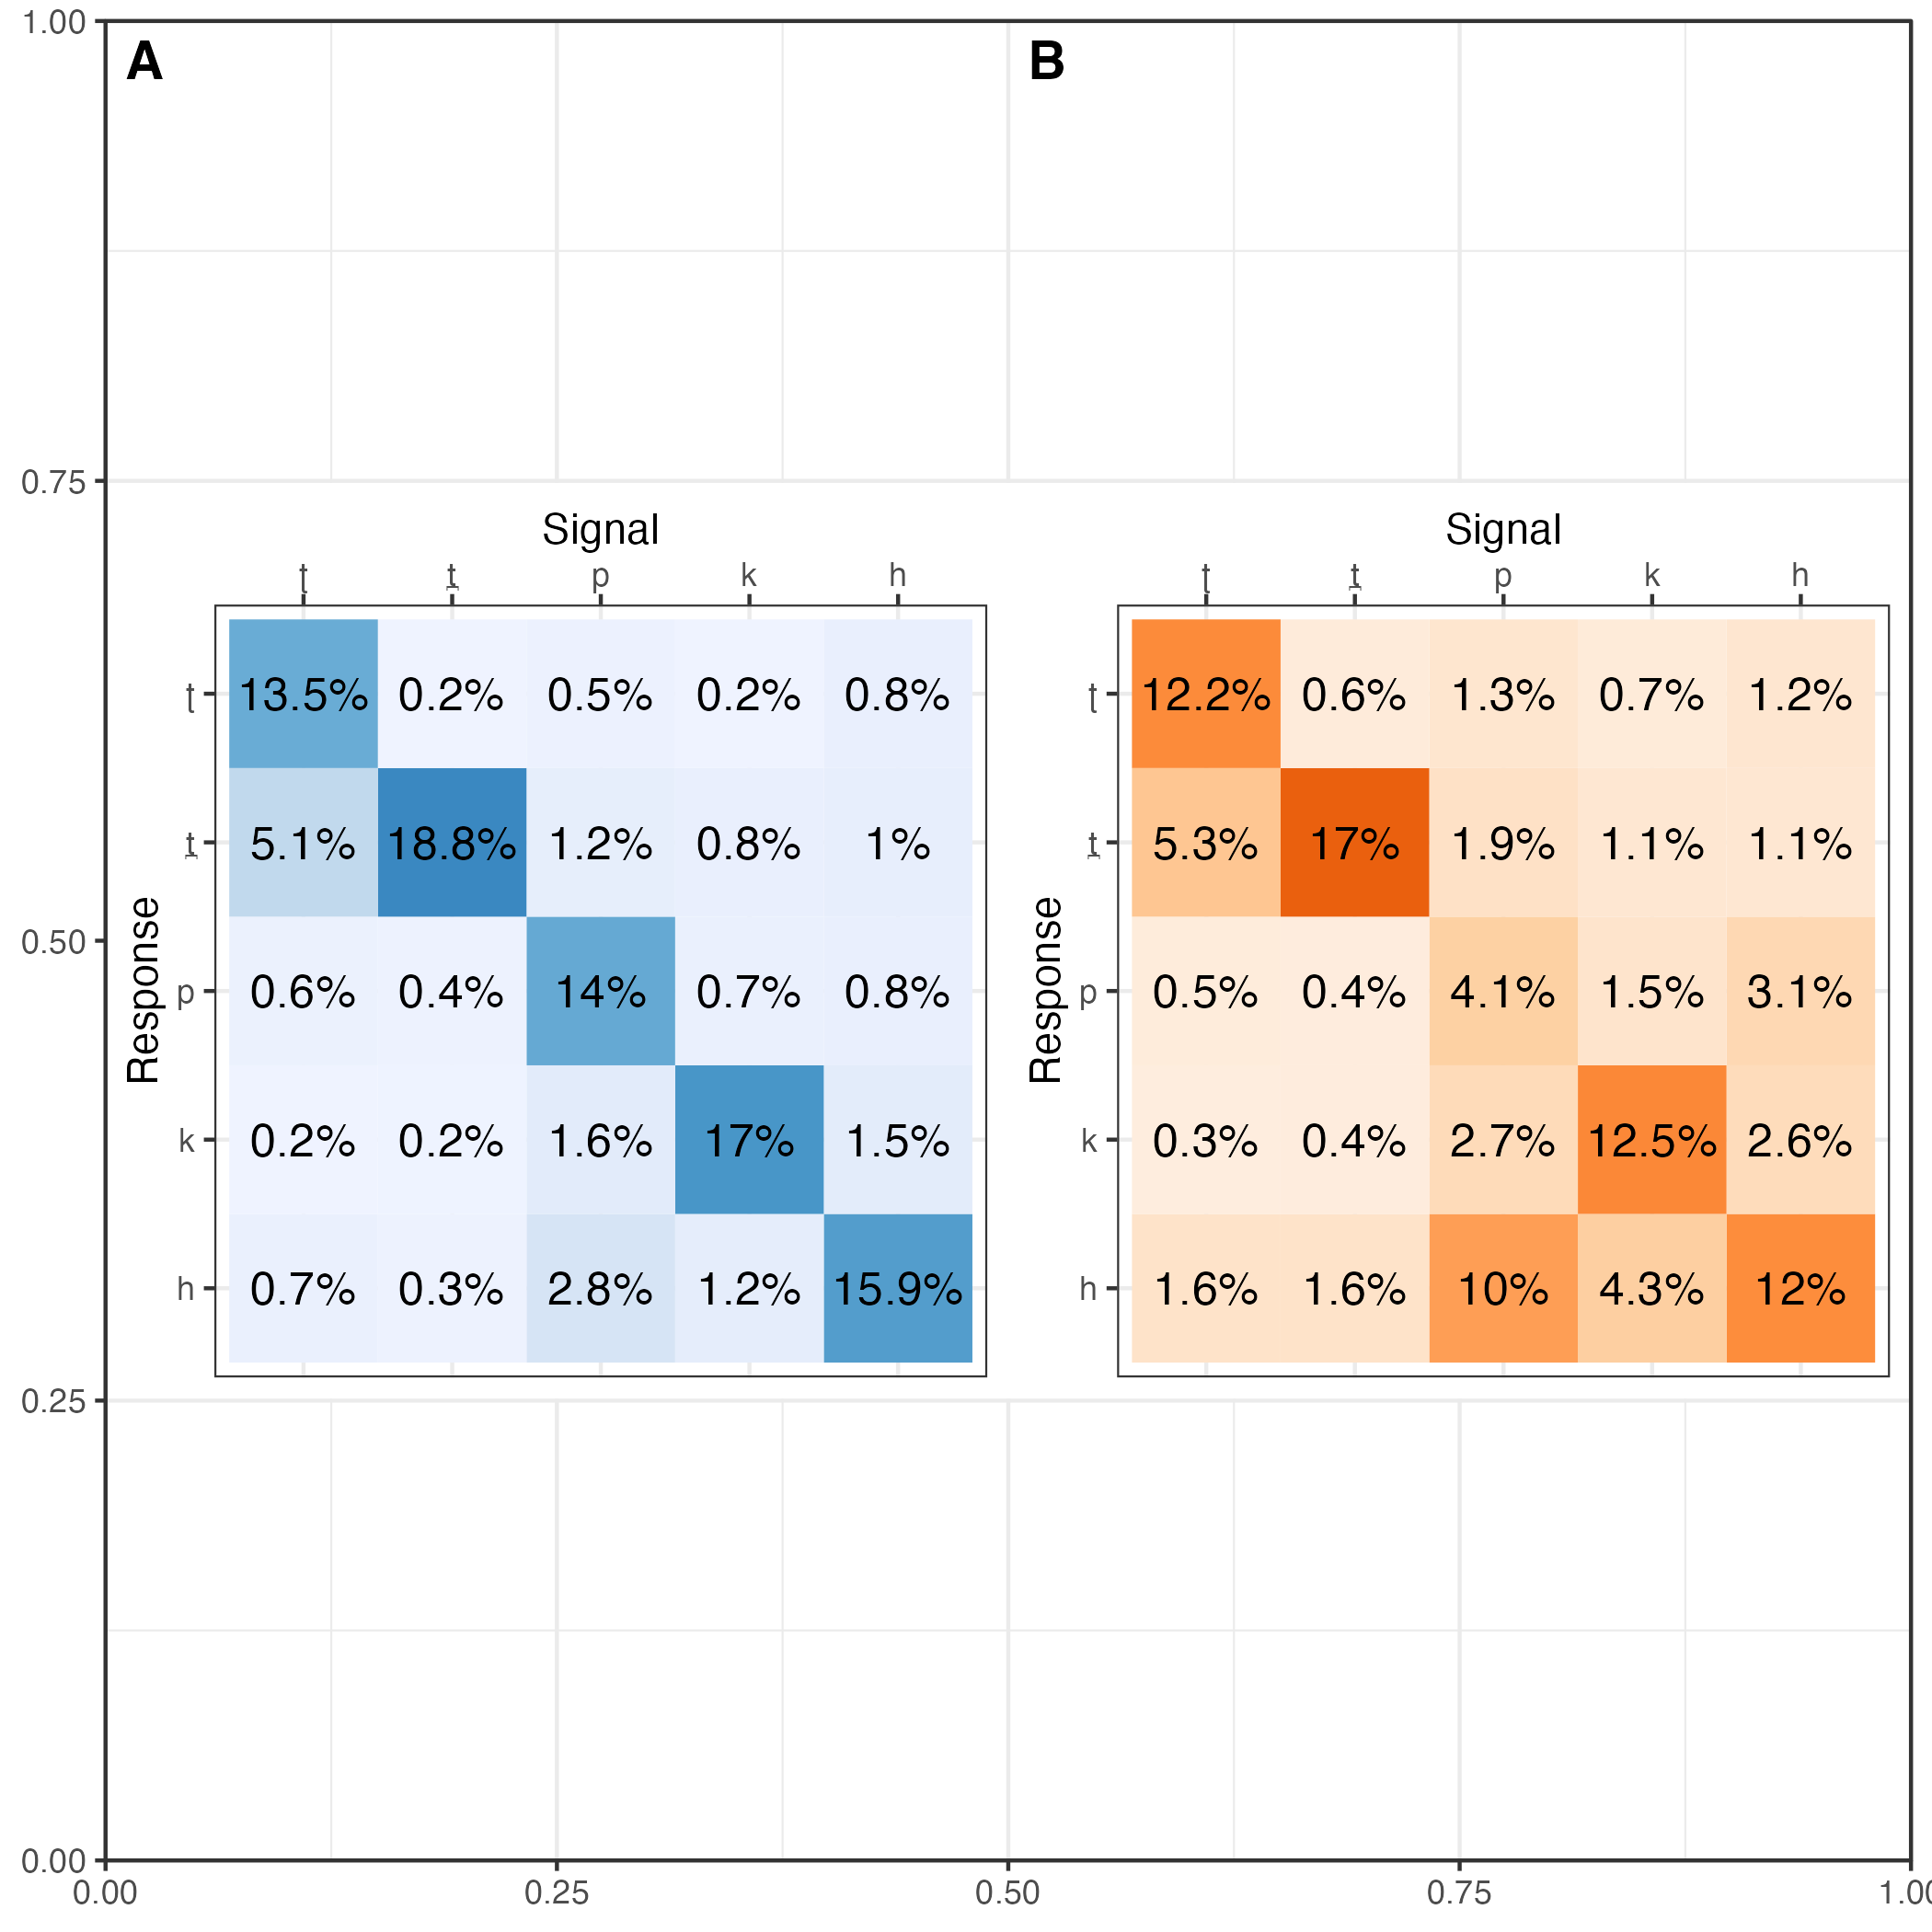 1.00
A B
0.75
Signal Signal
ʈ t̪ p k h ʈ t̪ p k h
ʈ 13.5% 0.2% 0.5% 0.2% 0.8% ʈ 12.2% 0.6% 1.3% 0.7% 1.2%
t̪ 5.1% 18.8% 1.2% 0.8% 1% t̪ 5.3% 17% 1.9% 1.1% 1.1%
0.50
Response Response
p 0.6% 0.4% 14% 0.7% 0.8% p 0.5% 0.4% 4.1% 1.5% 3.1%
k 0.2% 0.2% 1.6% 17% 1.5% k 0.3% 0.4% 2.7% 12.5% 2.6%
h 0.7% 0.3% 2.8% 1.2% 15.9% h 1.6% 1.6% 10% 4.3% 12%
0.25
0.00
0.00 0.25 0.50 0.75 1.00